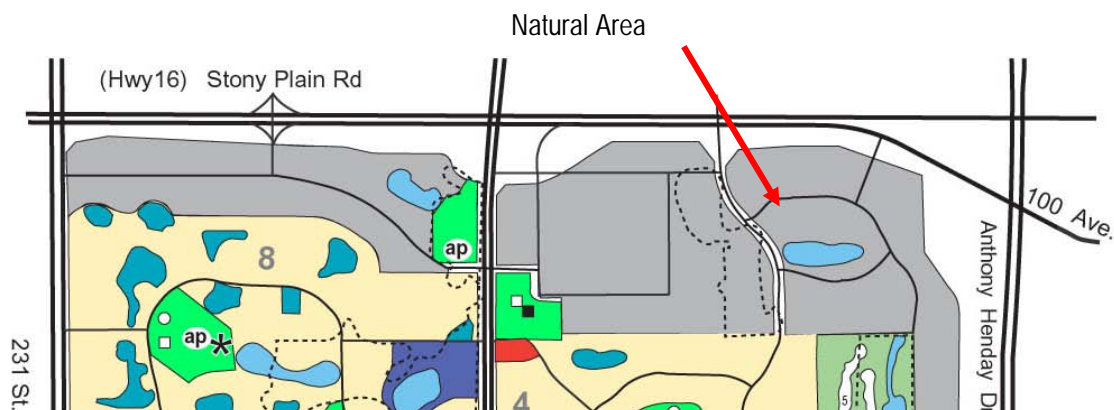 Natural Area
(Hwy16) Stony Plain Rd
100 Ave.
ap
8
ap
*
231 St.
Anthony Henday D
4
5